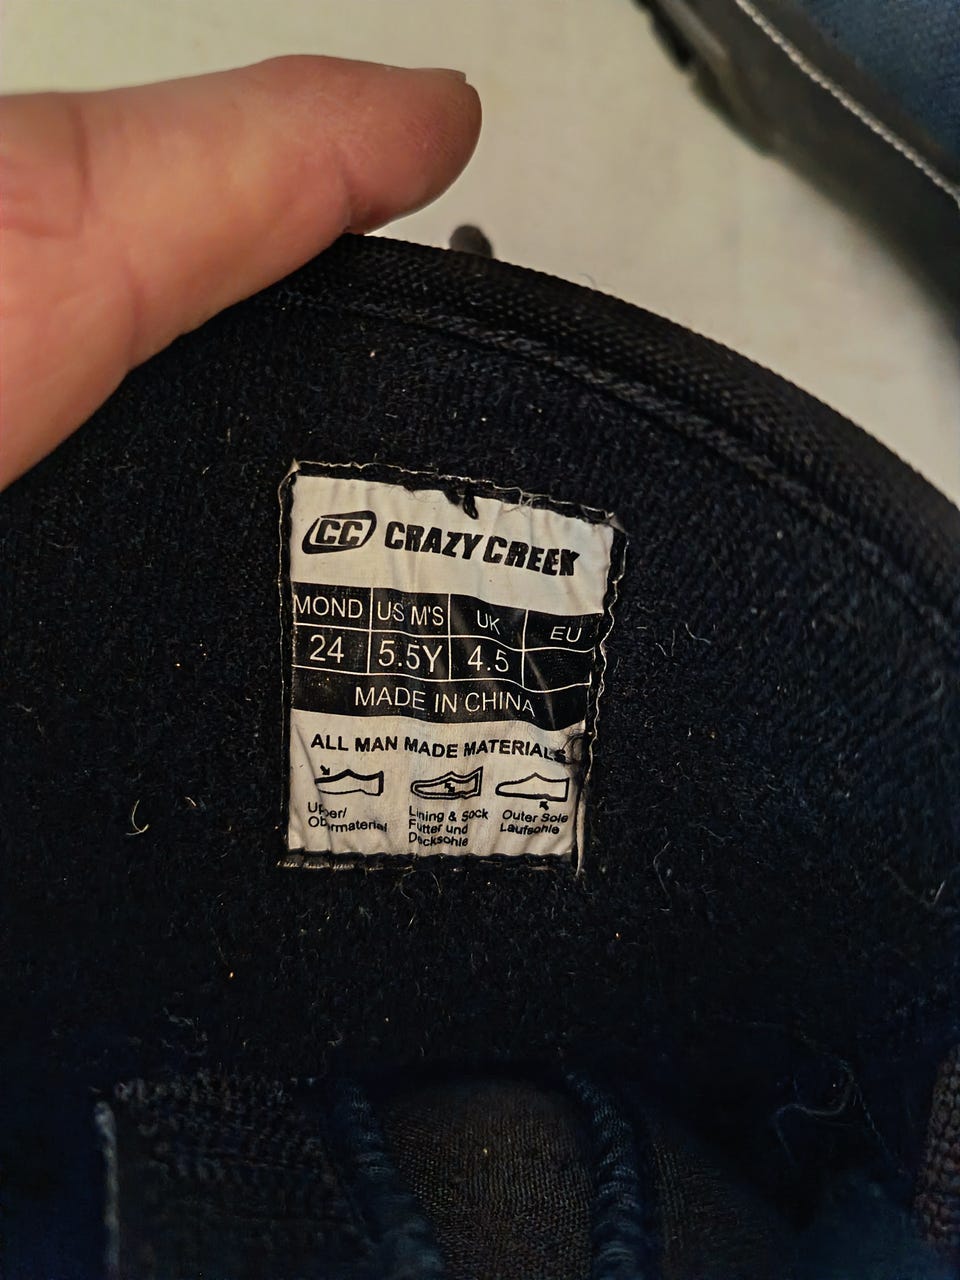 CC CRAZY CREEK
MOND US M'S UK EU
24 5.5Y 4.5
MADE IN CHINA
ALL MAN MADE MATERIALS
Upper/ Lining & Sock Outer Sole
Obermaterial Futter und Laufsohle
Decksohle